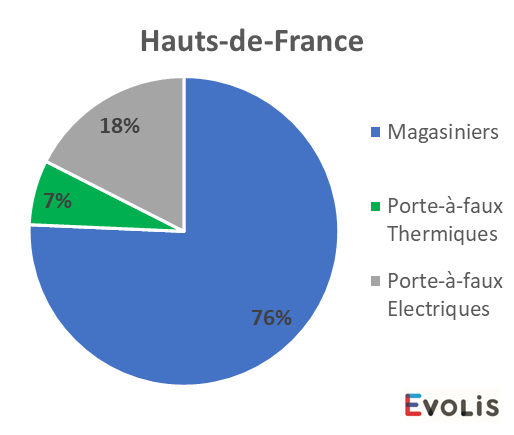 Hauts-de-France
18%
7%
76%
Magasiniers
Porte-à-faux
Thermiques
Porte-à-faux
Electriques
EVOLIS